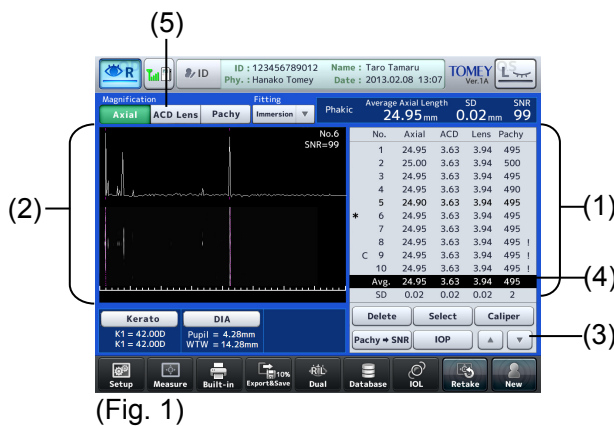 (5)
R
ID
ID : 123456789012 Name : Taro Tamaru
Phy. : Hanako Tomey Date : 2013.02.08 13:07
TOMEY
Ver.1A
OS
L
Magnification Fitting
Axial ACD Lens Pachy Immersion ▼
Phakic Average Axial Length SD SNR
24.95 mm 0.02 mm 99
No.6
SNR=99
(2)
No. Axial ACD Lens Pachy
1 24.95 3.63 3.94 495
2 25.00 3.63 3.94 500
3 24.95 3.63 3.94 495
4 24.95 3.63 3.94 490
5 24.90 3.63 3.94 495
* 6 24.95 3.63 3.94 495
7 24.95 3.63 3.94 495
8 24.95 3.63 3.94 495 !
C 9 24.95 3.63 3.94 495 !
10 24.95 3.63 3.94 495 !
Avg. 24.95 3.63 3.94 495
SD 0.02 0.02 0.02 2
(1)
(4)
(3)
Kerato DIA
K1 = 42.00D Pupil = 4.28mm
K1 = 42.00D WTW = 14.28mm
Delete Select Caliper
Pachy ➡ SNR IOP ▲ ▼
10%
Setup Measure Built-in Export&Save Dual Database IOL Retake New
(Fig. 1)